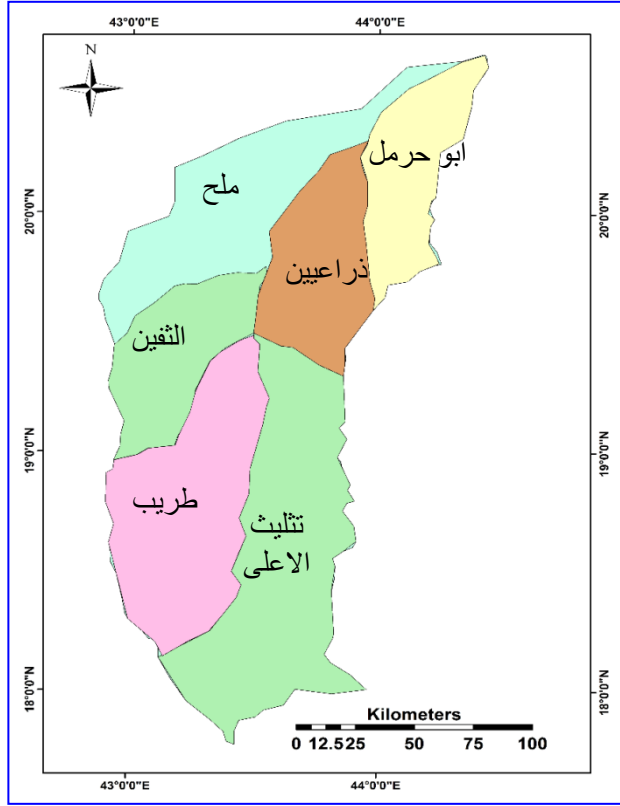 43°0'0"E 44°0'0"E
N
ابو حرمل
ملح
20°0'0"N 20°0'0"N
ذراعيين
الثفين
19°0'0"N 19°0'0"N
طريب
تثليث
الاعلى
18°0'0"N 18°0'0"N
Kilometers
0 12.5 25 50 75 100
43°0'0"E 44°0'0"E